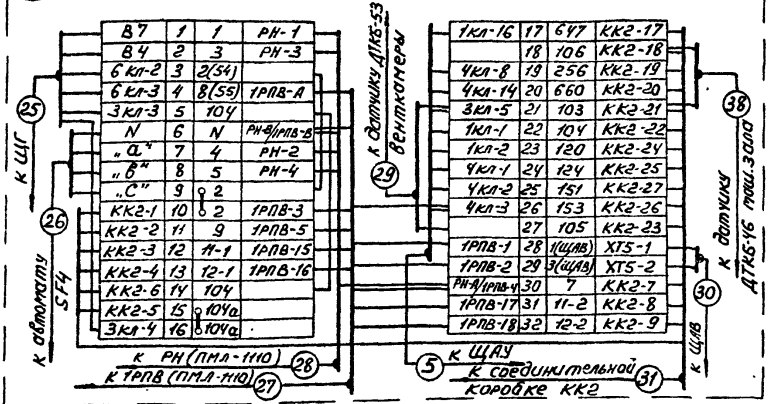 В7 1 1 РН-1
В4 2 3 РН-3
6кл-2 3 2(54)
6кл-3 4 8(55) 1РПВ-А
3кл-3 5 104
N 6 N РН-В/1РПВ-В
„а" 7 4 РН-2
„в" 8 5 РН-4
„С" 9 2
КК2-1 10 2 1РПВ-3
КК2-2 11 9 1РПВ-5
КК2-3 12 11-1 1РПВ-15
КК2-4 13 12-1 1РПВ-16
КК2-6 14 104
КК2-5 15 104а
3кл-4 16 104а
25
к ЩГ
26
к автомату
SF4
к РН (ПМЛ-1110) 28
к 1РПВ (ПМЛ-1110) 27
1кл-16 17 647 КК2-17
18 106 КК2-18
4кл-8 19 256 КК2-19
4кл-14 20 660 КК2-20
3кл-5 21 103 КК2-21
1кл-1 22 104 КК2-22
1кл-2 23 120 КК2-24
4кл-1 24 124 КК2-25
4кл-2 25 151 КК2-27
4кл-3 26 153 КК2-26
27 105 КК2-23
1РПВ-1 28 1(ЩАВ) ХТ5-1
1РПВ-2 29 3(ЩАВ) ХТ5-2
РН-А/1РПВ-4 30 7 КК2-7
1РПВ-17 31 11-2 КК2-8
1РПВ-18 32 12-2 КК2-9
к датчику ДТКБ-53
венткамеры
29
38
к датчику
ДТКБ-46 маш.зала
30
к ЩАВ
5 к ЩАУ
к соединительной
коробке КК2 31